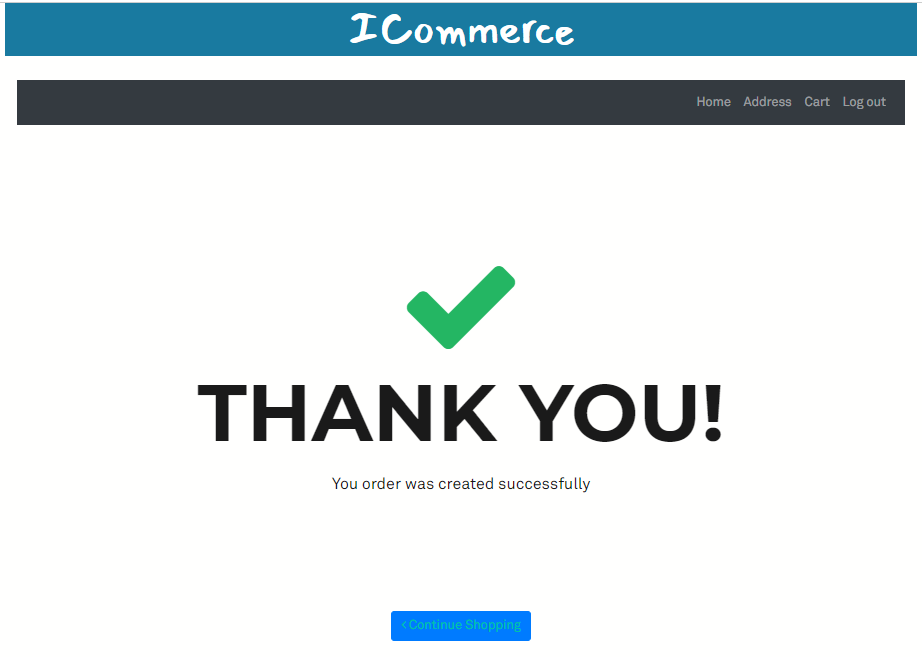 ICommerce
Home Address Cart Log out
THANK YOU!
You order was created successfully
< Continue Shopping